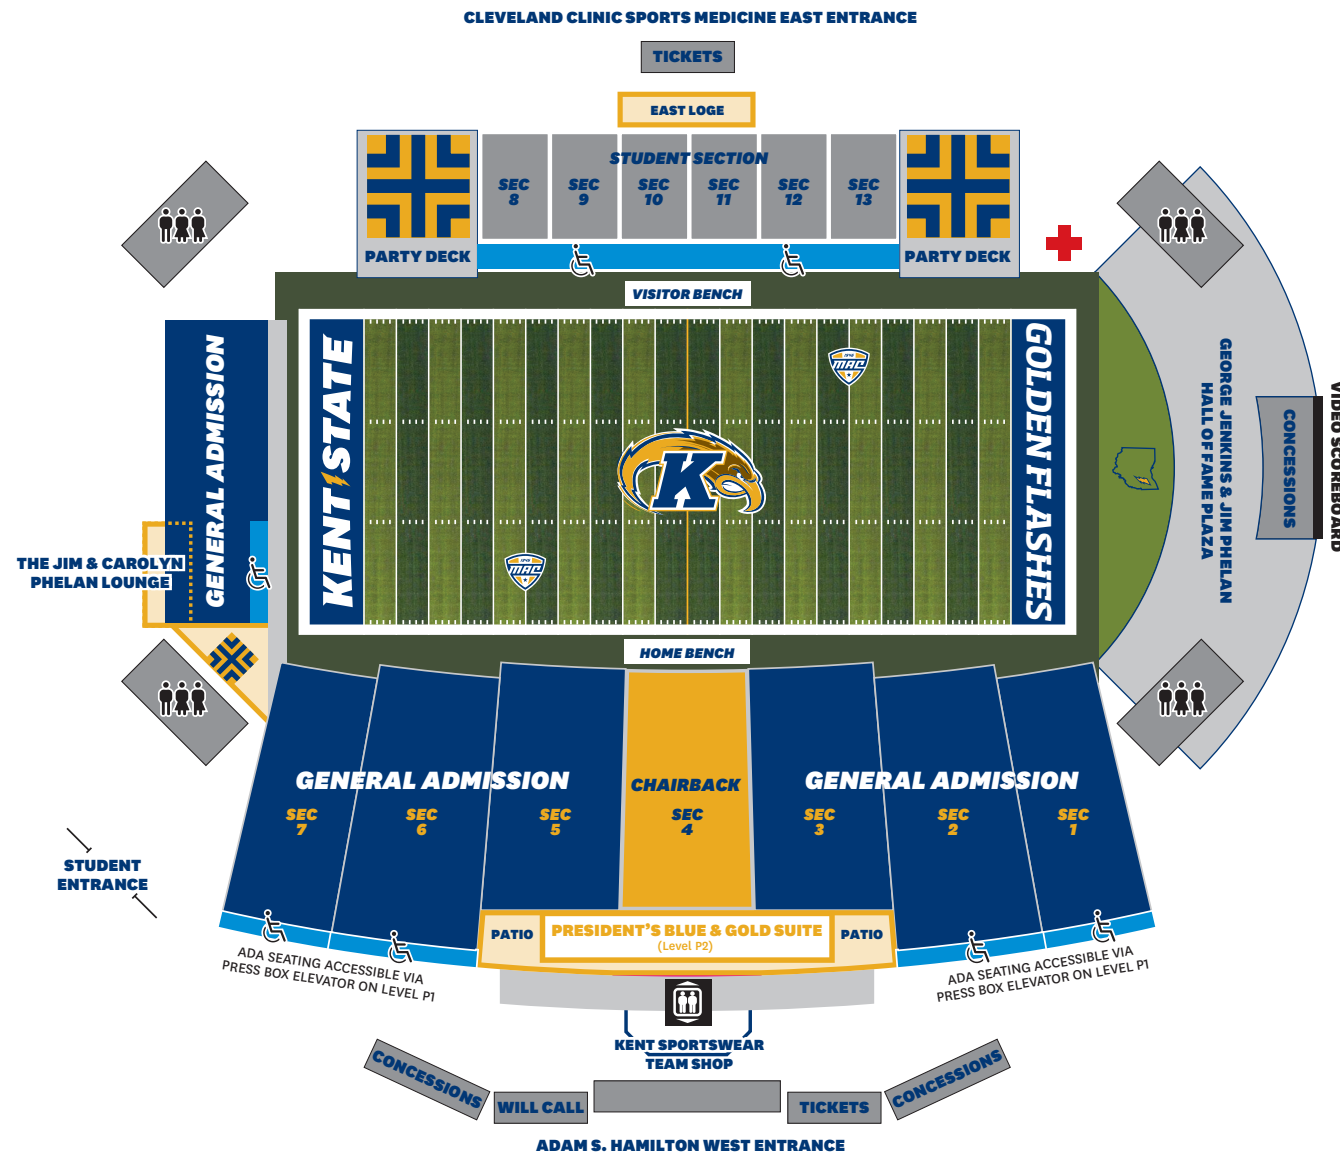 CLEVELAND CLINIC SPORTS MEDICINE EAST ENTRANCE
TICKETS
EAST LOGE
STUDENT SECTION
SEC
8
SEC
9
SEC
10
SEC
11
SEC
12
SEC
13
PARTY DECK
PARTY DECK
VISITOR BENCH
GENERAL ADMISSION
KENT STATE
MAC
K
MAC
GOLDEN FLASHES
GEORGE JENKINS & JIM PHELAN
HALL OF FAME PLAZA
CONCESSIONS
VIDEO SCOREBOARD
THE JIM & CAROLYN
PHELAN LOUNGE
HOME BENCH
GENERAL ADMISSION
SEC
7
SEC
6
SEC
5
CHAIRBACK
SEC
4
GENERAL ADMISSION
SEC
3
SEC
2
SEC
1
STUDENT
ENTRANCE
PATIO
PRESIDENT'S BLUE & GOLD SUITE
(Level P2)
PATIO
ADA SEATING ACCESSIBLE VIA
PRESS BOX ELEVATOR ON LEVEL P1
ADA SEATING ACCESSIBLE VIA
PRESS BOX ELEVATOR ON LEVEL P1
KENT SPORTSWEAR
TEAM SHOP
CONCESSIONS
WILL CALL
TICKETS
CONCESSIONS
ADAM S. HAMILTON WEST ENTRANCE